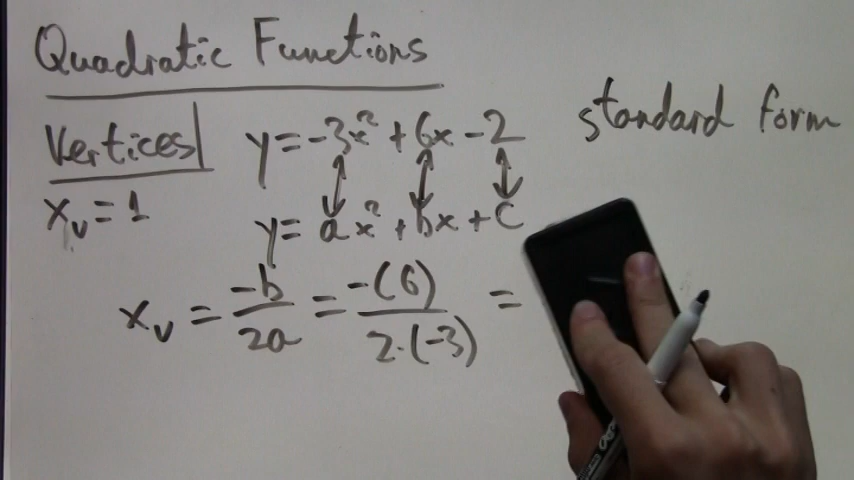 Quadratic Functions
Vertices y=-3x²+6x-2 standard form
xᵥ=1 y=ax²+bx+c
xᵥ = -b/2a = -(6)/2·(-3) =